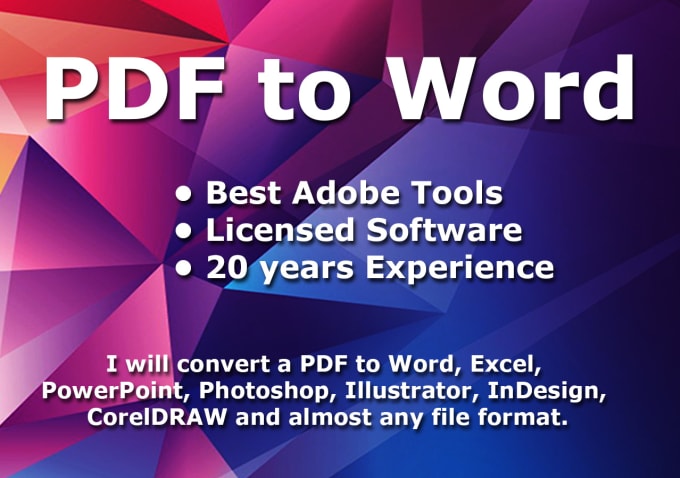 PDF to Word
• Best Adobe Tools
• Licensed Software
• 20 years Experience
I will convert a PDF to Word, Excel,
PowerPoint, Photoshop, Illustrator, InDesign,
CorelDRAW and almost any file format.